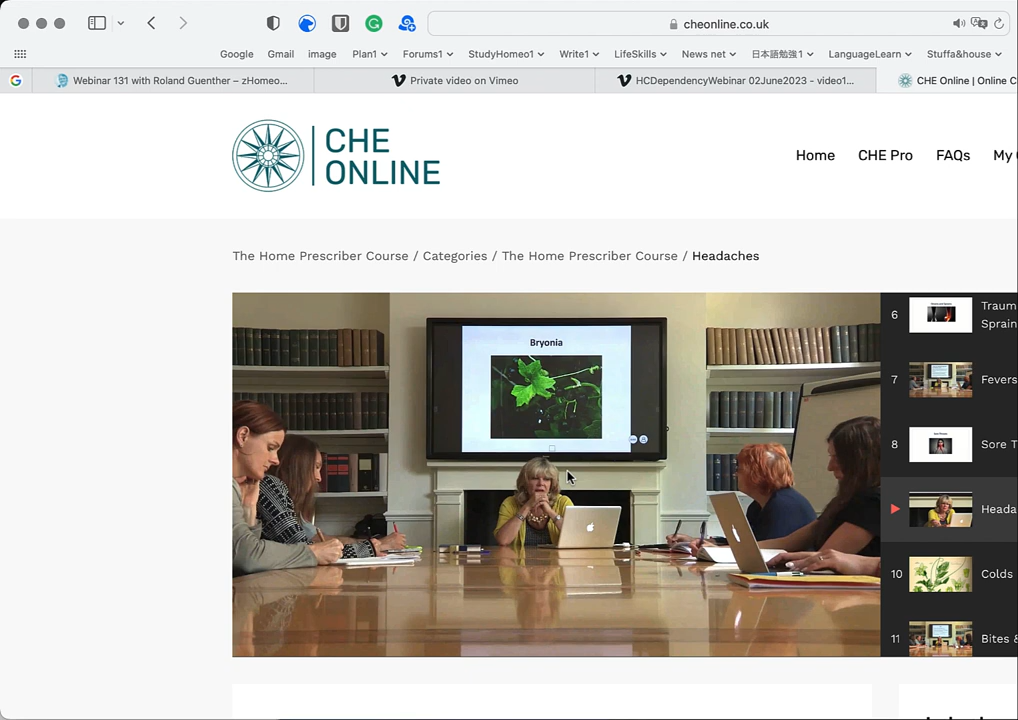 cheonline.co.uk
Google Gmail image Plan1 Forums1 StudyHomeo1 Write1 LifeSkills News net 日本語勉強1 LanguageLearn Stuffa&house
G Webinar 131 with Roland Guenther – zHomeo... Private video on Vimeo HCDependencyWebinar 02June2023 - video1... CHE Online | Online C
CHE
ONLINE
Home CHE Pro FAQs My
The Home Prescriber Course / Categories / The Home Prescriber Course / Headaches
Bryonia
6 Traum
Sprain
7 Fevers
8 Sore T
Heada
10 Colds
11 Bites &